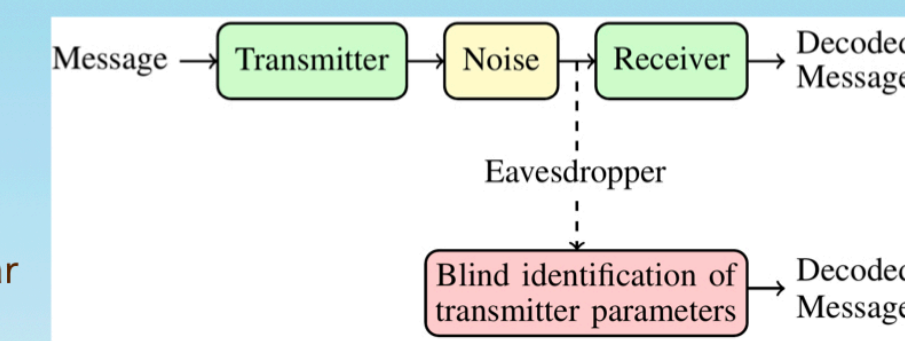 Message
Transmitter
Noise
Receiver
Decoded
Message
Eavesdropper
Blind identification of
transmitter parameters
Decoded
Message